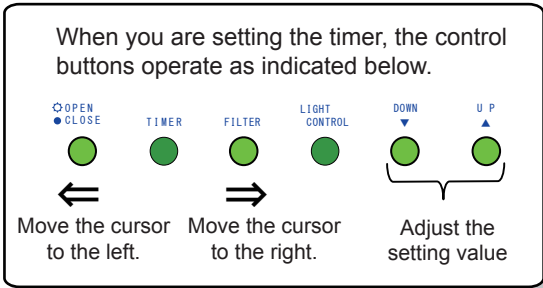 When you are setting the timer, the control
buttons operate as indicated below.
OPEN
CLOSE
TIMER
FILTER
LIGHT
CONTROL
DOWN
▼
UP
▲
Move the cursor
to the left.
Move the cursor
to the right.
Adjust the
setting value